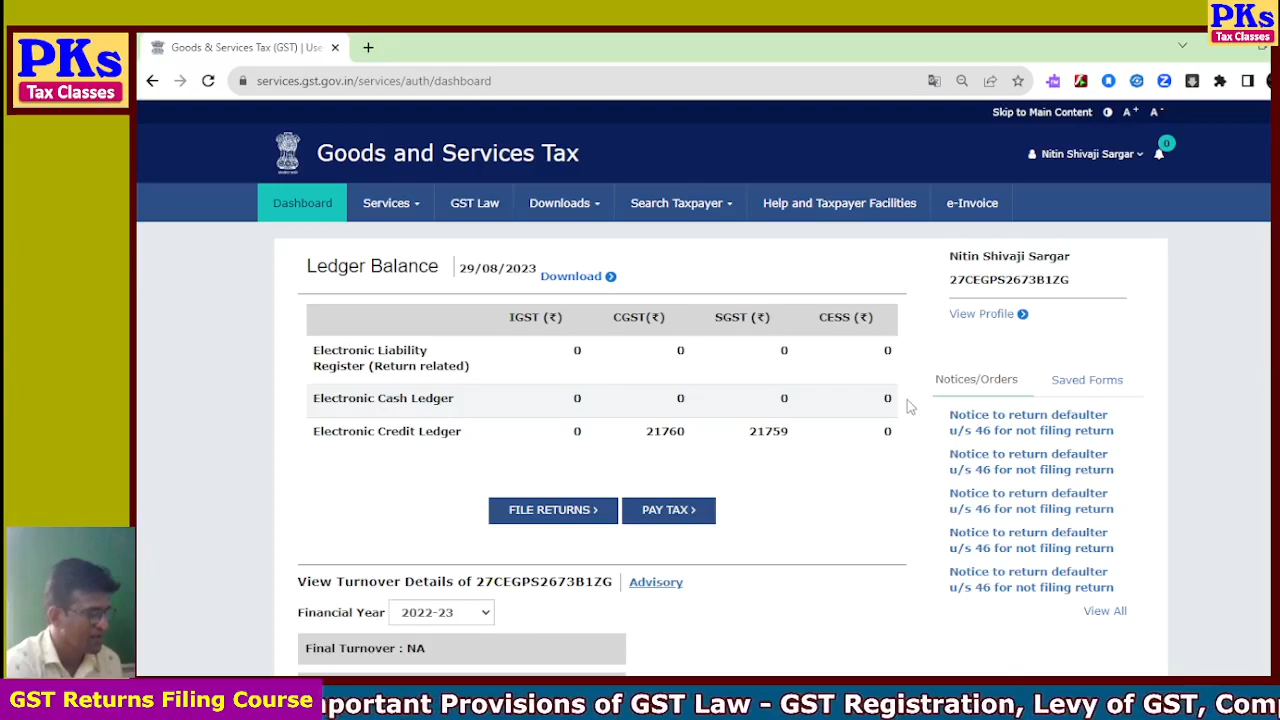 PKs
Tax Classes
PKs
Tax Classes
Goods & Services Tax (GST) | Use
services.gst.gov.in/services/auth/dashboard
Skip to Main Content A+ A-
Goods and Services Tax
Nitin Shivaji Sargar
0
Dashboard Services GST Law Downloads Search Taxpayer Help and Taxpayer Facilities e-Invoice
Ledger Balance 29/08/2023 Download
IGST (₹) CGST(₹) SGST (₹) CESS (₹)
Electronic Liability
Register (Return related) 0 0 0 0
Electronic Cash Ledger 0 0 0 0
Electronic Credit Ledger 0 21760 21759 0
FILE RETURNS > PAY TAX >
View Turnover Details of 27CEGPS2673B1ZG Advisory
Financial Year 2022-23
Final Turnover : NA
Nitin Shivaji Sargar
27CEGPS2673B1ZG
View Profile
Notices/Orders Saved Forms
Notice to return defaulter
u/s 46 for not filing return
Notice to return defaulter
u/s 46 for not filing return
Notice to return defaulter
u/s 46 for not filing return
Notice to return defaulter
u/s 46 for not filing return
Notice to return defaulter
u/s 46 for not filing return
View All
GST Returns Filing Course
portant Provisions of GST Law - GST Registration, Levy of GST, Com